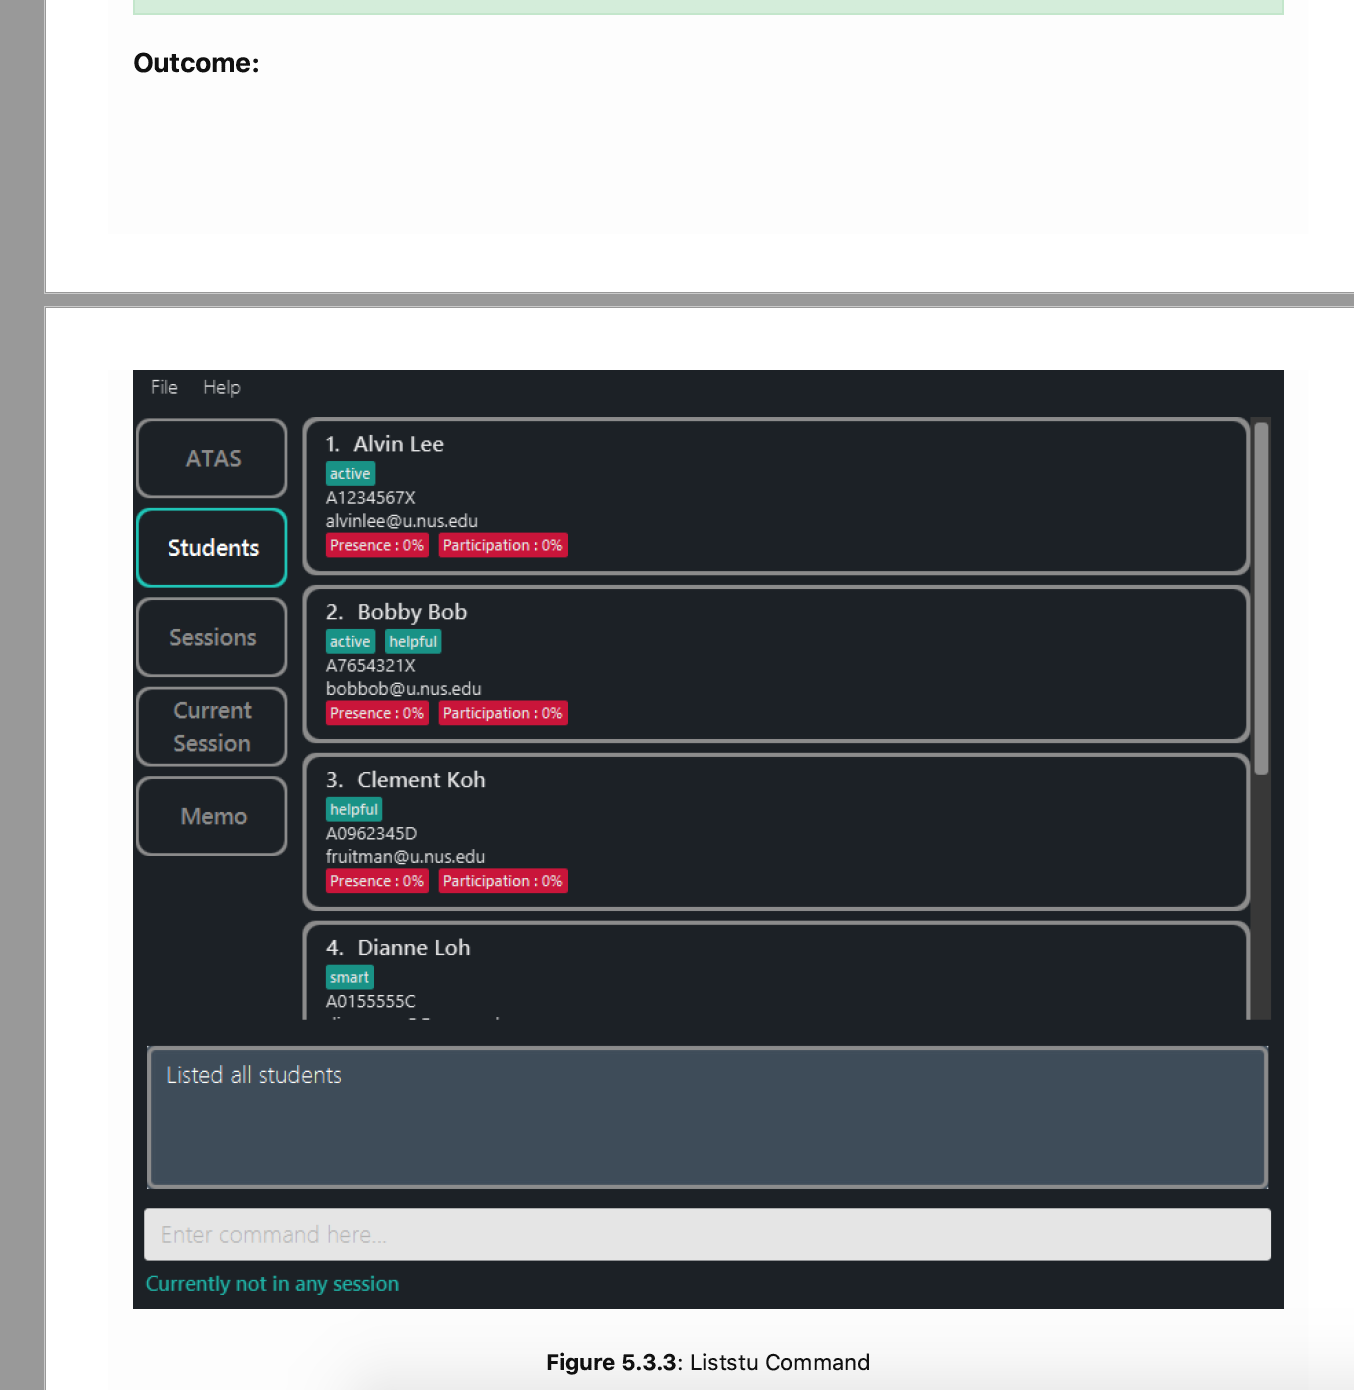 Outcome:
File Help
ATAS
Students
Sessions
Current
Session
Memo
1. Alvin Lee
active
A1234567X
alvinlee@u.nus.edu
Presence : 0% Participation : 0%
2. Bobby Bob
active helpful
A7654321X
bobbob@u.nus.edu
Presence : 0% Participation : 0%
3. Clement Koh
helpful
A0962345D
fruitman@u.nus.edu
Presence : 0% Participation : 0%
4. Dianne Loh
smart
A0155555C
Listed all students
Enter command here...
Currently not in any session
Figure 5.3.3: Liststu Command